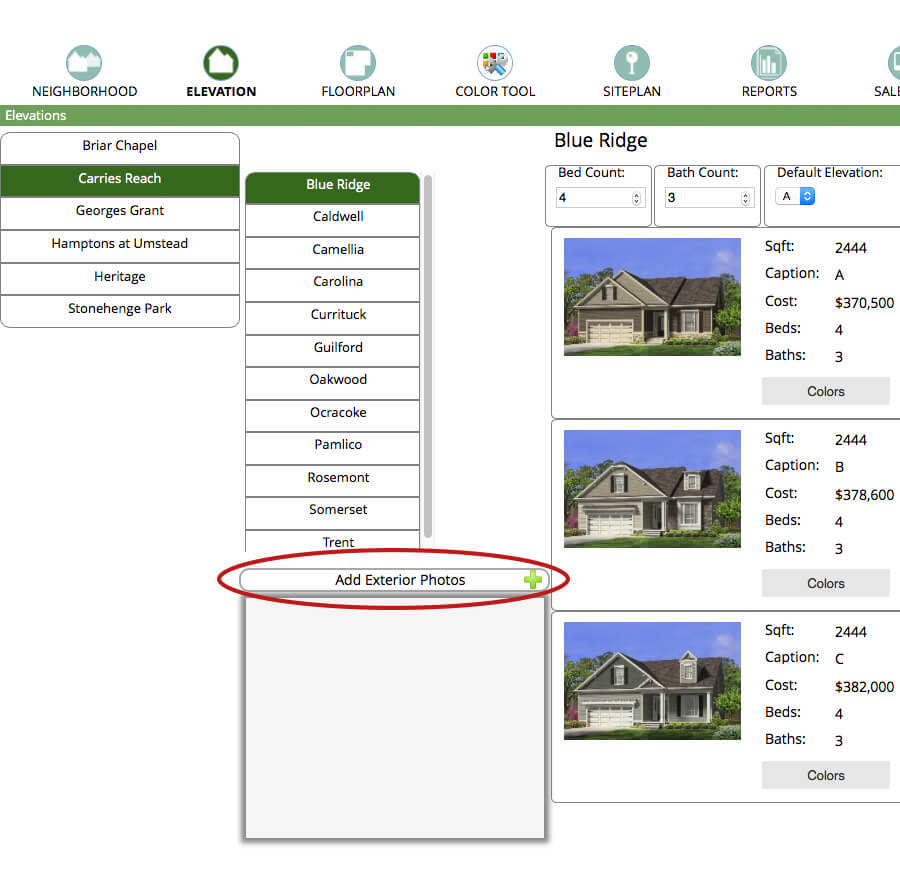 NEIGHBORHOOD
ELEVATION
FLOORPLAN
COLOR TOOL
SITEPLAN
REPORTS
SALE
Elevations
Briar Chapel
Carries Reach
Georges Grant
Hamptons at Umstead
Heritage
Stonehenge Park
Blue Ridge
Caldwell
Camellia
Carolina
Currituck
Guilford
Oakwood
Ocracoke
Pamlico
Rosemont
Somerset
Trent
Add Exterior Photos
Blue Ridge
Bed Count:
4
Bath Count:
3
Default Elevation:
A
Sqft: 2444
Caption: A
Cost: $370,500
Beds: 4
Baths: 3
Colors
Sqft: 2444
Caption: B
Cost: $378,600
Beds: 4
Baths: 3
Colors
Sqft: 2444
Caption: C
Cost: $382,000
Beds: 4
Baths: 3
Colors